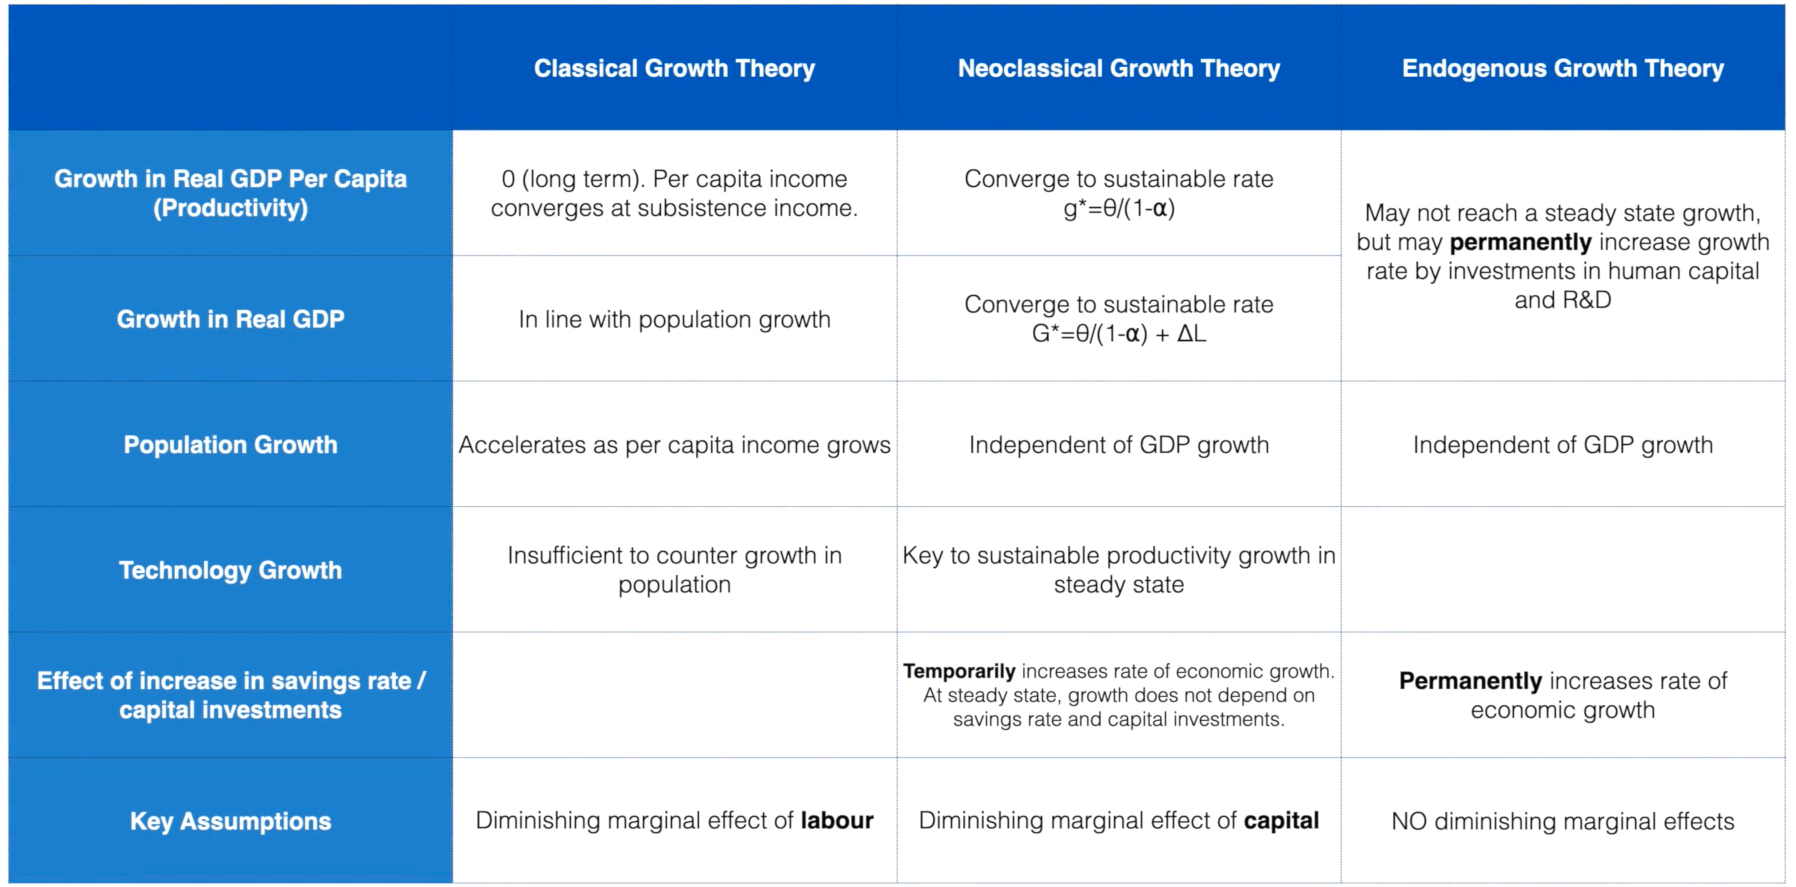 Classical Growth Theory
Neoclassical Growth Theory
Endogenous Growth Theory
Growth in Real GDP Per Capita
(Productivity)
0 (long term). Per capita income
converges at subsistence income.
Converge to sustainable rate
g*=θ/(1-α)
May not reach a steady state growth,
but may permanently increase growth
rate by investments in human capital
and R&D
Growth in Real GDP
In line with population growth
Converge to sustainable rate
G*=θ/(1-α) + ΔL
Population Growth
Accelerates as per capita income grows
Independent of GDP growth
Independent of GDP growth
Technology Growth
Insufficient to counter growth in
population
Key to sustainable productivity growth in
steady state
Effect of increase in savings rate /
capital investments
Temporarily increases rate of economic growth.
At steady state, growth does not depend on
savings rate and capital investments.
Permanently increases rate of
economic growth
Key Assumptions
Diminishing marginal effect of labour
Diminishing marginal effect of capital
NO diminishing marginal effects